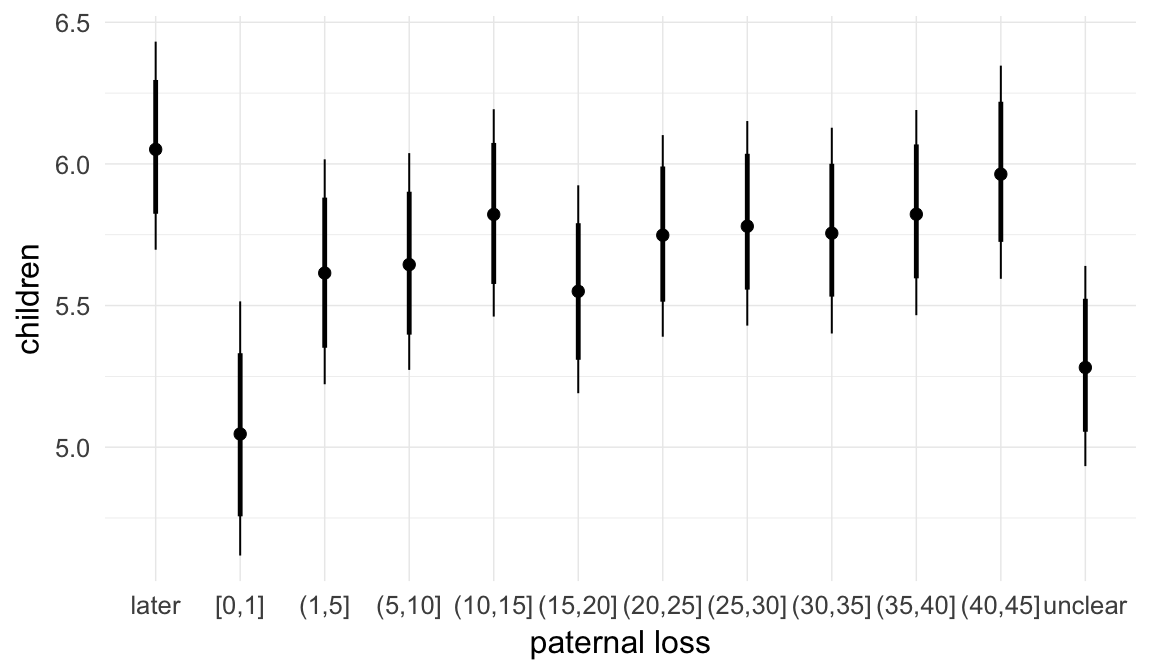 6.5
6.0
5.5
5.0
children
later [0,1] (1,5] (5,10] (10,15] (15,20] (20,25] (25,30] (30,35] (35,40] (40,45] unclear
paternal loss